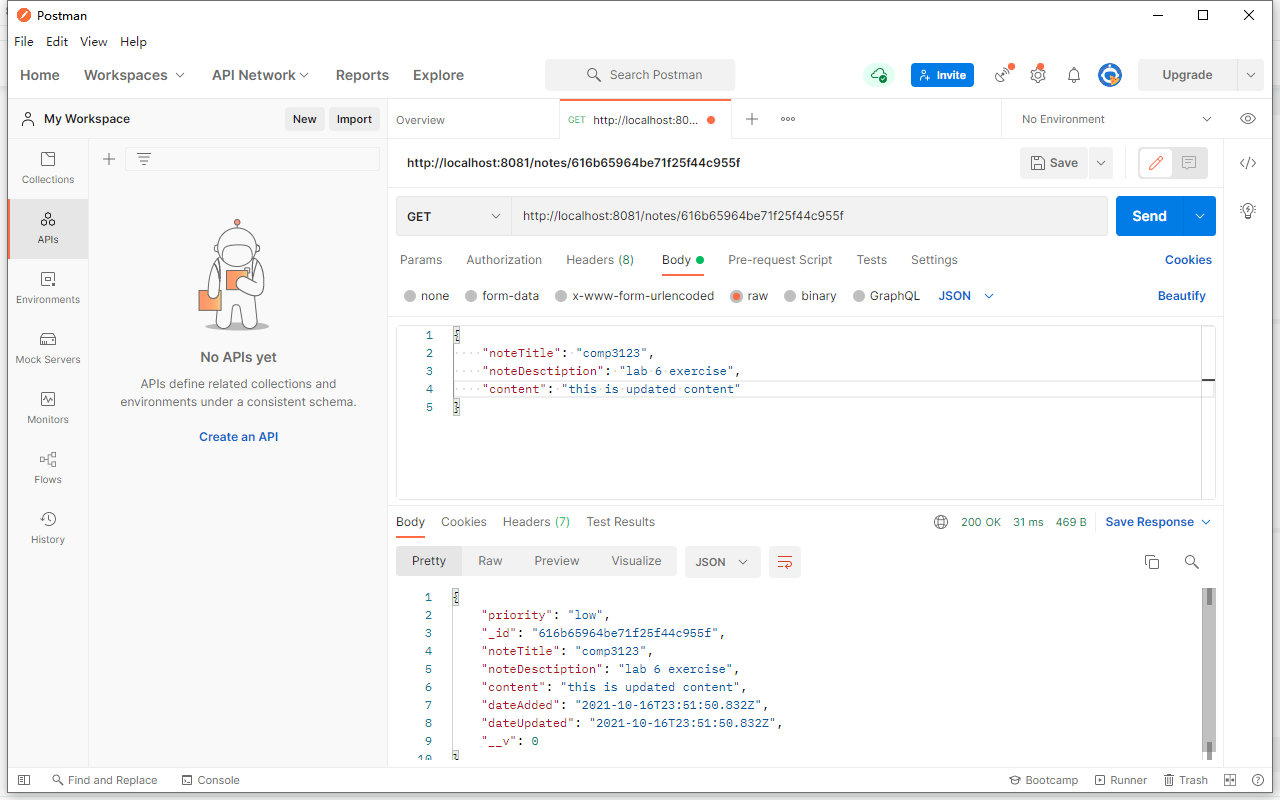 Postman
File Edit View Help
Home Workspaces API Network Reports Explore Search Postman Invite Upgrade
My Workspace New Import Overview GET http://localhost:80... No Environment
http://localhost:8081/notes/616b65964be71f25f44c955f Save
GET http://localhost:8081/notes/616b65964be71f25f44c955f Send
Params Authorization Headers (8) Body Pre-request Script Tests Settings Cookies
none form-data x-www-form-urlencoded raw binary GraphQL JSON Beautify
1 {
2 "noteTitle": "comp3123",
3 "noteDesctiption": "lab 6 exercise",
4 "content": "this is updated content"
5 }
Collections
APIs
Environments
Mock Servers
Monitors
Flows
History
No APIs yet
APIs define related collections and
environments under a consistent schema.
Create an API
Body Cookies Headers (7) Test Results 200 OK 31 ms 469 B Save Response
Pretty Raw Preview Visualize JSON
1 {
2 "priority": "low",
3 "_id": "616b65964be71f25f44c955f",
4 "noteTitle": "comp3123",
5 "noteDesctiption": "lab 6 exercise",
6 "content": "this is updated content",
7 "dateAdded": "2021-10-16T23:51:50.832Z",
8 "dateUpdated": "2021-10-16T23:51:50.832Z",
9 "__v": 0
10 }
Find and Replace Console Bootcamp Runner Trash